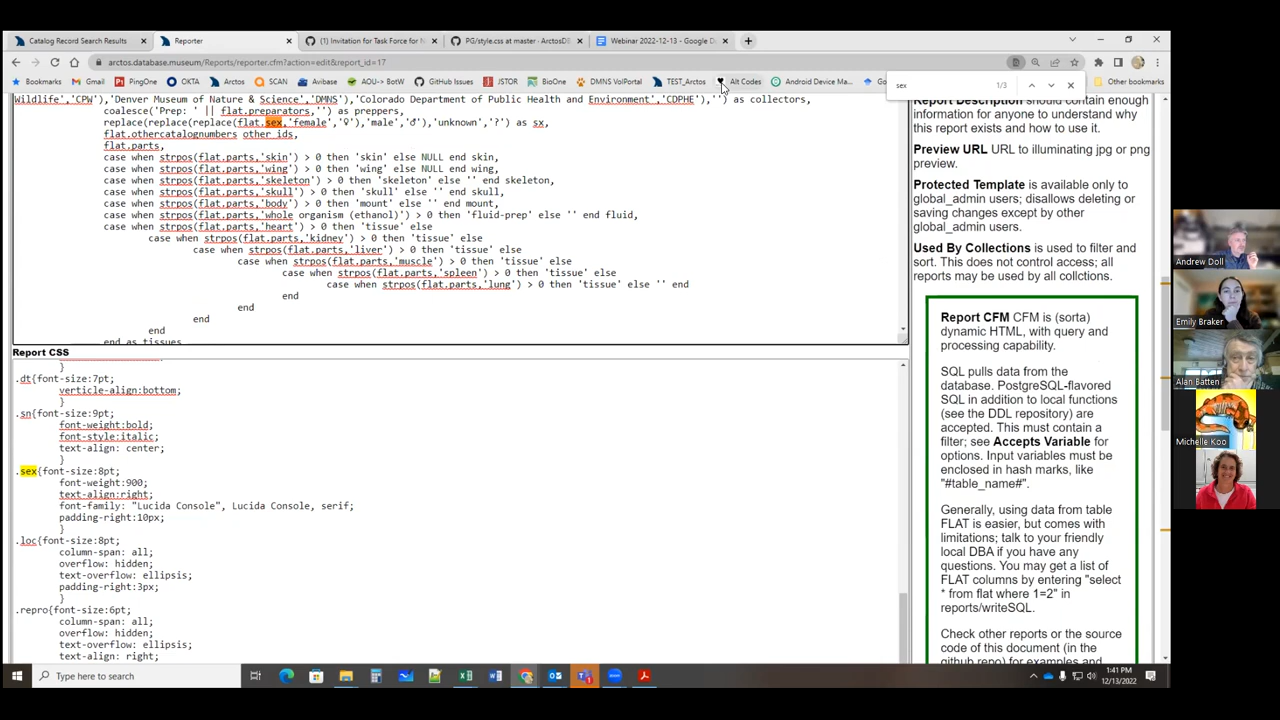 Catalog Record Search Results
Reporter
(1) Invitation for Task Force for N
PG/style.css at master · ArctosDB
Webinar 2022-12-13 - Google D
arctos.database.museum/Reports/reporter.cfm?action=edit&report_id=17
Bookmarks
Gmail
PingOne
OKTA
Arctos
SCAN
Avibase
AOU->> BotW
GitHub Issues
JSTOR
BioOne
DMNS VolPortal
TEST_Arctos
Alt Codes
Android Device Ma...
Go
Other bookmarks
sex
1/3
Wildlife','CPW'),'Denver Museum of Nature & Science','DMNS'),'Colorado Department of Public Health and Environment','CDPHE'),'') as collectors,
coalesce('Prep: ' || flat.preparators,'') as preppers,
replace(replace(replace(flat.sex,'female','♀'),'male','♂'),'unknown','?') as sx,
flat.othercatalognumbers other_ids,
flat.parts,
case when strpos(flat.parts,'skin') > 0 then 'skin' else NULL end skin,
case when strpos(flat.parts,'wing') > 0 then 'wing' else NULL end wing,
case when strpos(flat.parts,'skeleton') > 0 then 'skeleton' else '' end skeleton,
case when strpos(flat.parts,'skull') > 0 then 'skull' else '' end skull,
case when strpos(flat.parts,'body') > 0 then 'mount' else '' end mount,
case when strpos(flat.parts,'whole organism (ethanol)') > 0 then 'fluid-prep' else '' end fluid,
case when strpos(flat.parts,'heart') > 0 then 'tissue' else
case when strpos(flat.parts,'kidney') > 0 then 'tissue' else
case when strpos(flat.parts,'liver') > 0 then 'tissue' else
case when strpos(flat.parts,'muscle') > 0 then 'tissue' else
case when strpos(flat.parts,'spleen') > 0 then 'tissue' else
case when strpos(flat.parts,'lung') > 0 then 'tissue' else '' end
end
end
end
end
end as tissues
Report CSS
}
.dt{font-size:7pt;
verticle-align:bottom;
}
.sn{font-size:9pt;
font-weight:bold;
font-style:italic;
text-align: center;
}
.sex{font-size:8pt;
font-weight:900;
text-align:right;
font-family: "Lucida Console", Lucida Console, serif;
padding-right:10px;
}
.loc{font-size:8pt;
column-span: all;
overflow: hidden;
text-overflow: ellipsis;
padding-right:3px;
}
.repro{font-size:6pt;
column-span: all;
overflow: hidden;
text-overflow: ellipsis;
text-align: right;
Report Description should contain enough
information for anyone to understand why
this report exists and how to use it.
Preview URL URL to illuminating jpg or png
preview.
Protected Template is available only to
global_admin users; disallows deleting or
saving changes except by other
global_admin users.
Used By Collections is used to filter and
sort. This does not control access; all
reports may be used by all collctions.
Report CFM CFM is (sorta)
dynamic HTML, with query and
processing capability.
SQL pulls data from the
database. PostgreSQL-flavored
SQL in addition to local functions
(see the DDL repository) are
accepted. This must contain a
filter; see Accepts Variable for
options. Input variables must be
enclosed in hash marks, like
"#table_name#".
Generally, using data from table
FLAT is easier, but comes with
limitations; talk to your friendly
local DBA if you have any
questions. You may get a list of
FLAT columns by entering "select
* from flat where 1=2" in
reports/writeSQL.
Check other reports or the source
code of this document (in the
github repo) for examples and
Andrew Doll
Emily Braker
Alan Batten
Michelle Koo
Type here to search
1:41 PM
12/13/2022